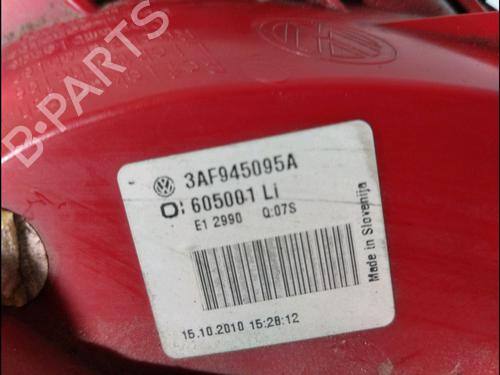 B-PARTS
3AF945095A
605001 Li
E1 2990 Q:07S
15.10.2010 15:28:12
Made in Slovenija